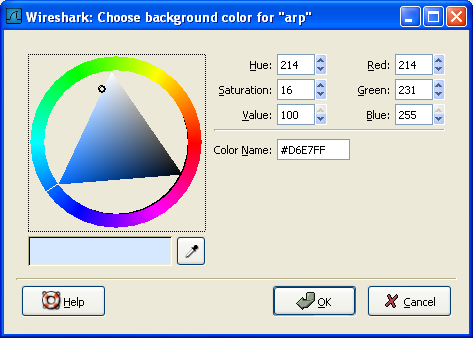 Wireshark: Choose background color for "arp"
Hue: 214 Red: 214
Saturation: 16 Green: 231
Value: 100 Blue: 255
Color Name: #D6E7FF
Help OK Cancel